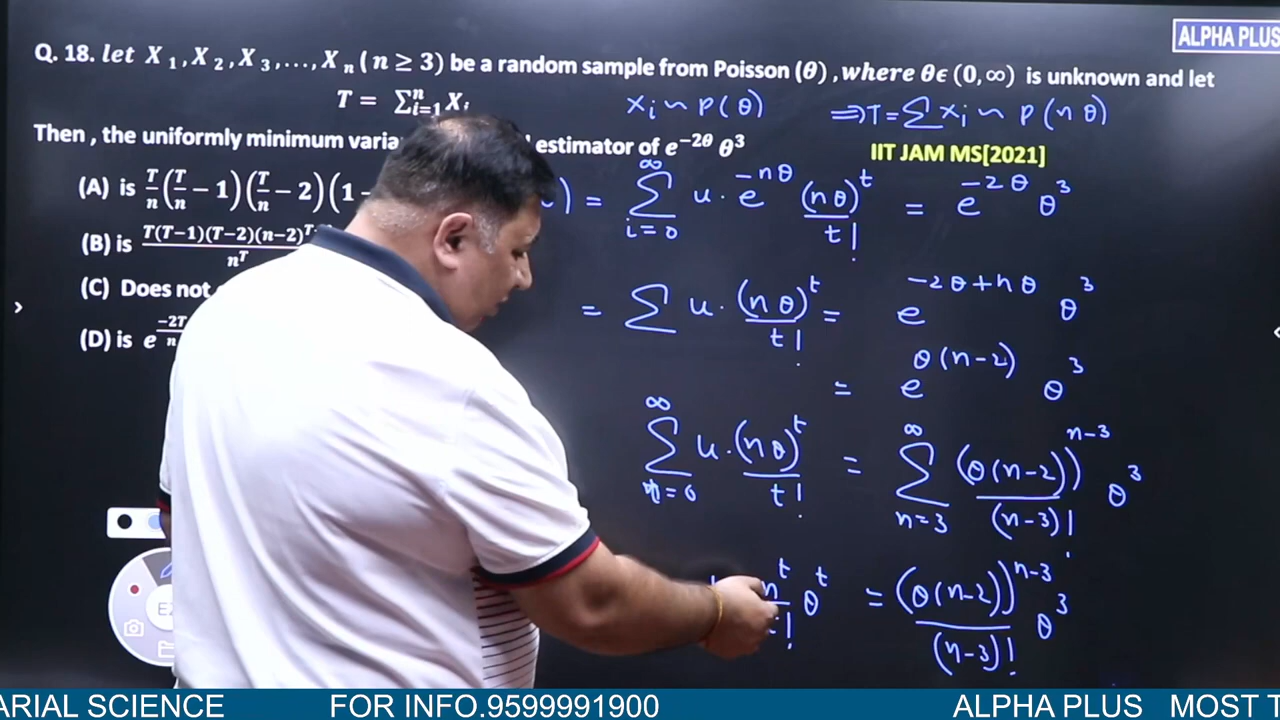 ALPHA PLUS
Q. 18. let X₁, X₂, X₃, ..., Xₙ (n ≥ 3) be a random sample from Poisson (θ), where θϵ (0,∞) is unknown and let
T = ∑ᵢ₌₁ⁿ Xᵢ
xᵢ ~ P(θ) ⇒ T = ∑xᵢ ~ P(nθ)
Then , the uniformly minimum estimator of e^{-2θ} θ³
IIT JAM MS[2021]
(A) is T/n (T/n − 1)(T/n − 2)(1−
) = ∑_{i=0}^{∞} u · e^{-nθ} (nθ)^t / t! = e^{-2θ} θ³
(B) is T(T−1)(T−2)(n−2)^T / n^T
(C) Does not
= ∑ u · (nθ)^t / t! = e^{-2θ+nθ} θ³
(D) is e^{-2T/n}
= e^{θ(n-2)} θ³
∑_{n=0}^{∞} u · (nθ)^t / t! = ∑_{n=3}^{∞} (θ(n-2))^{n-3} / (n-3)! θ³
n^t / t! θ^t = (θ(n-2))^{n-3} / (n-3)! θ³
ARIAL SCIENCE FOR INFO.9599991900 ALPHA PLUS MOST T